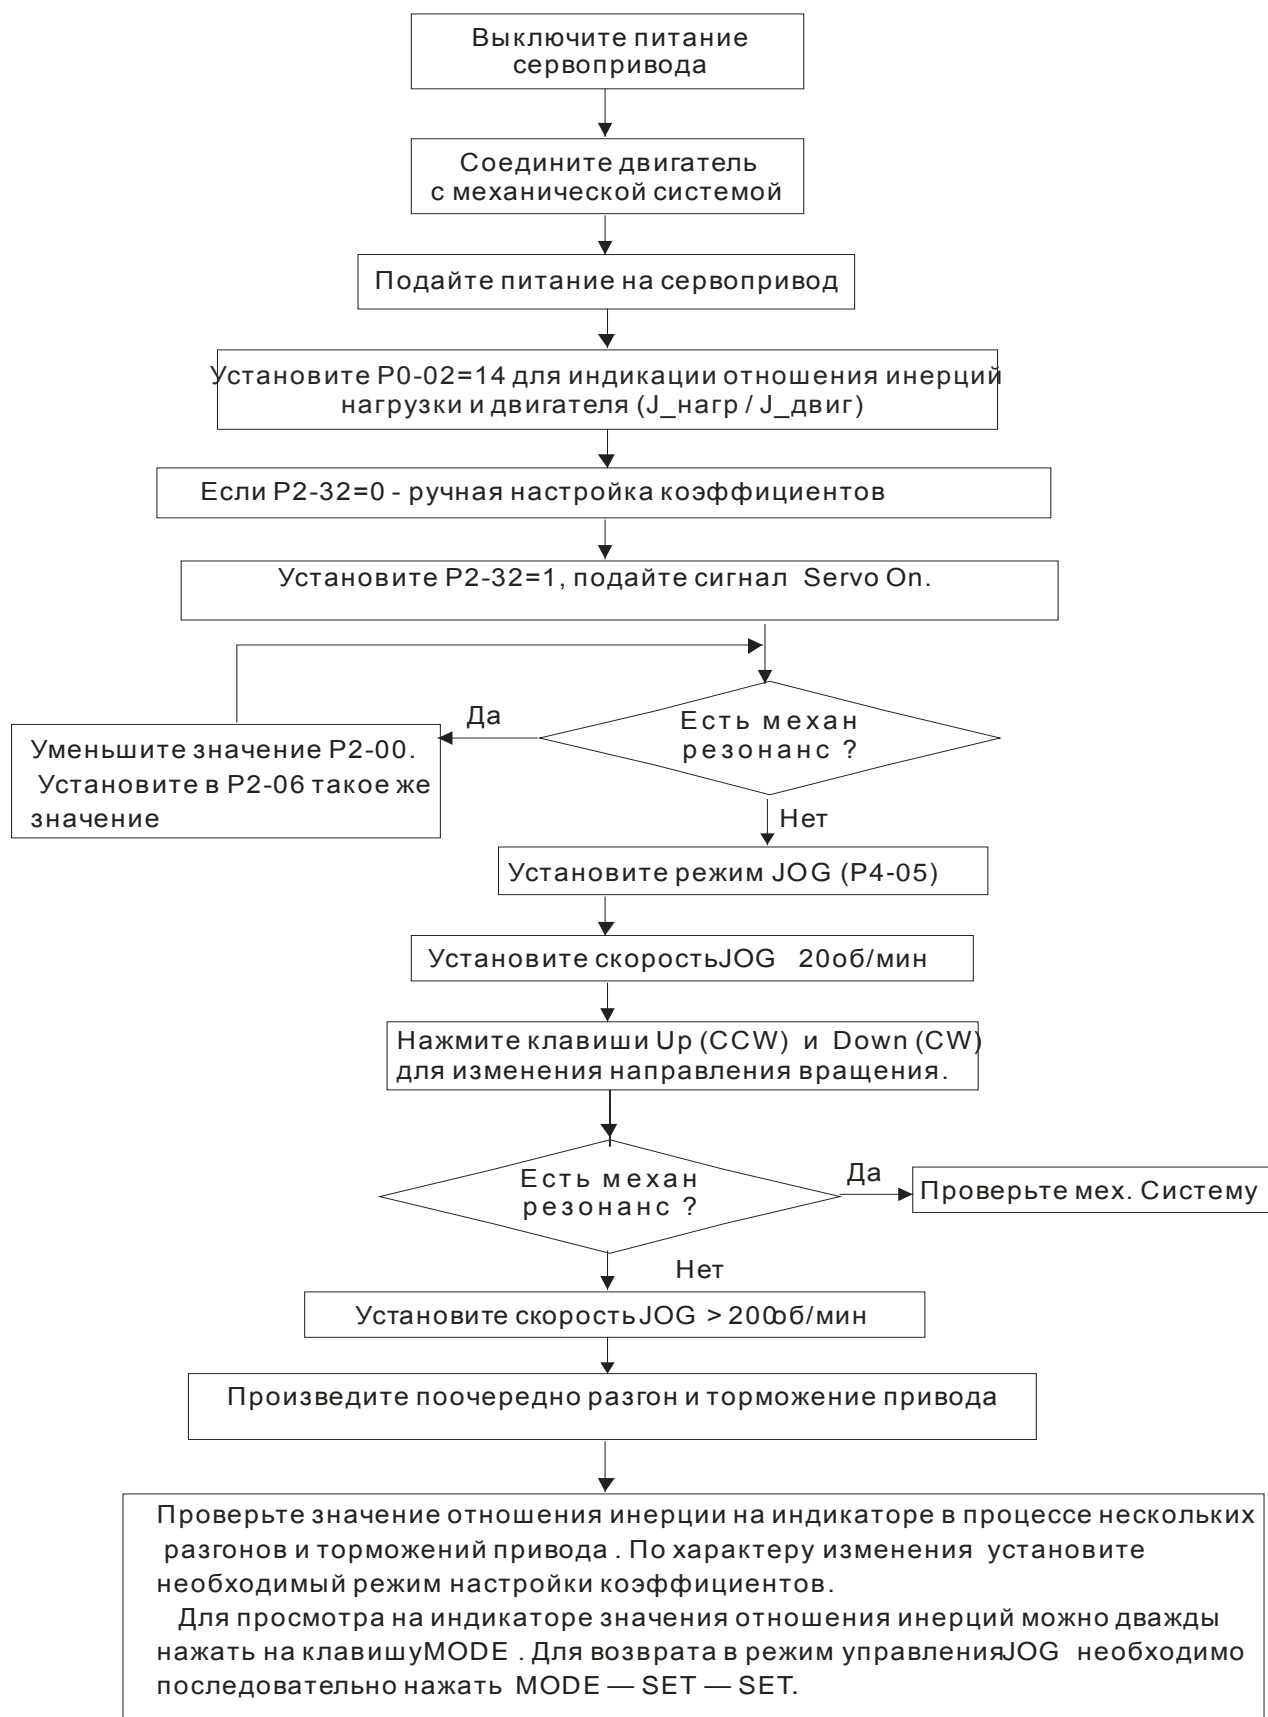 Выключите питание
сервопривода
Соедините двигатель
с механической системой
Подайте питание на сервопривод
Установите P0-02=14 для индикации отношения инерций
нагрузки и двигателя (J_нагр / J_двиг)
Если P2-32=0 - ручная настройка коэффициентов
Установите P2-32=1, подайте сигнал Servo On.
Есть механ
резонанс ?
Да
Уменьшите значение P2-00.
Установите в P2-06 такое же
значение
Нет
Установите режим JOG (P4-05)
Установите скорость JOG 20об/мин
Нажмите клавиши Up (CCW) и Down (CW)
для изменения направления вращения.
Есть механ
резонанс ?
Да
Проверьте мех. Систему
Нет
Установите скорость JOG > 200об/мин
Произведите поочередно разгон и торможение привода
Проверьте значение отношения инерции на индикаторе в процессе нескольких
разгонов и торможений привода . По характеру изменения установите
необходимый режим настройки коэффициентов.
Для просмотра на индикаторе значения отношения инерций можно дважды
нажать на клавишу MODE . Для возврата в режим управления JOG необходимо
последовательно нажать MODE — SET — SET.